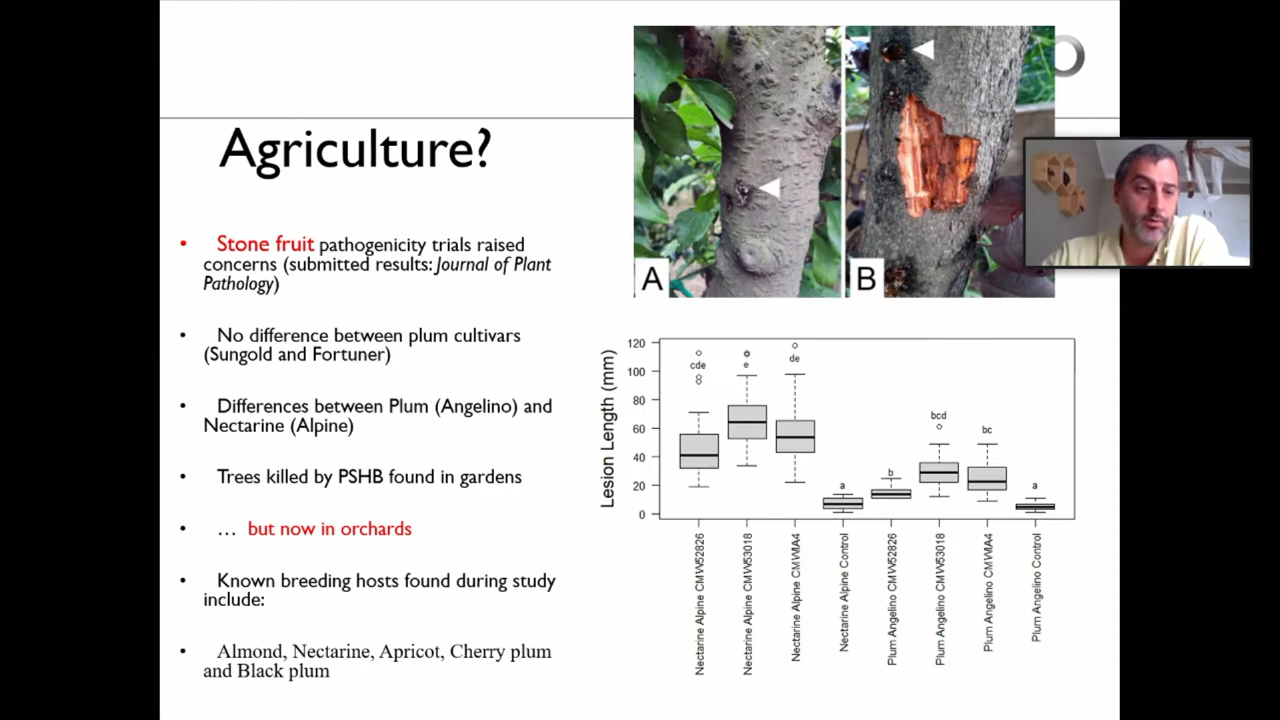 Agriculture?
• Stone fruit pathogenicity trials raised
concerns (submitted results: Journal of Plant
Pathology)
• No difference between plum cultivars
(Sungold and Fortuner)
• Differences between Plum (Angelino) and
Nectarine (Alpine)
• Trees killed by PSHB found in gardens
• … but now in orchards
• Known breeding hosts found during study
include:
• Almond, Nectarine, Apricot, Cherry plum
and Black plum
A
B
Lesion Length (mm)
120
100
80
60
40
20
0
cde
e
de
a
b
bcd
bc
a
Nectarine Alpine CMW52826
Nectarine Alpine CMW53018
Nectarine Alpine CMWIA4
Nectarine Alpine Control
Plum Angelino CMW52826
Plum Angelino CMW53018
Plum Angelino CMWIA4
Plum Angelino Control